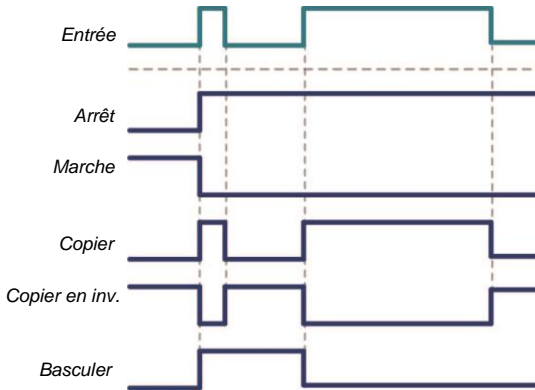 Entrée
Arrêt
Marche
Copier
Copier en inv.
Basculer